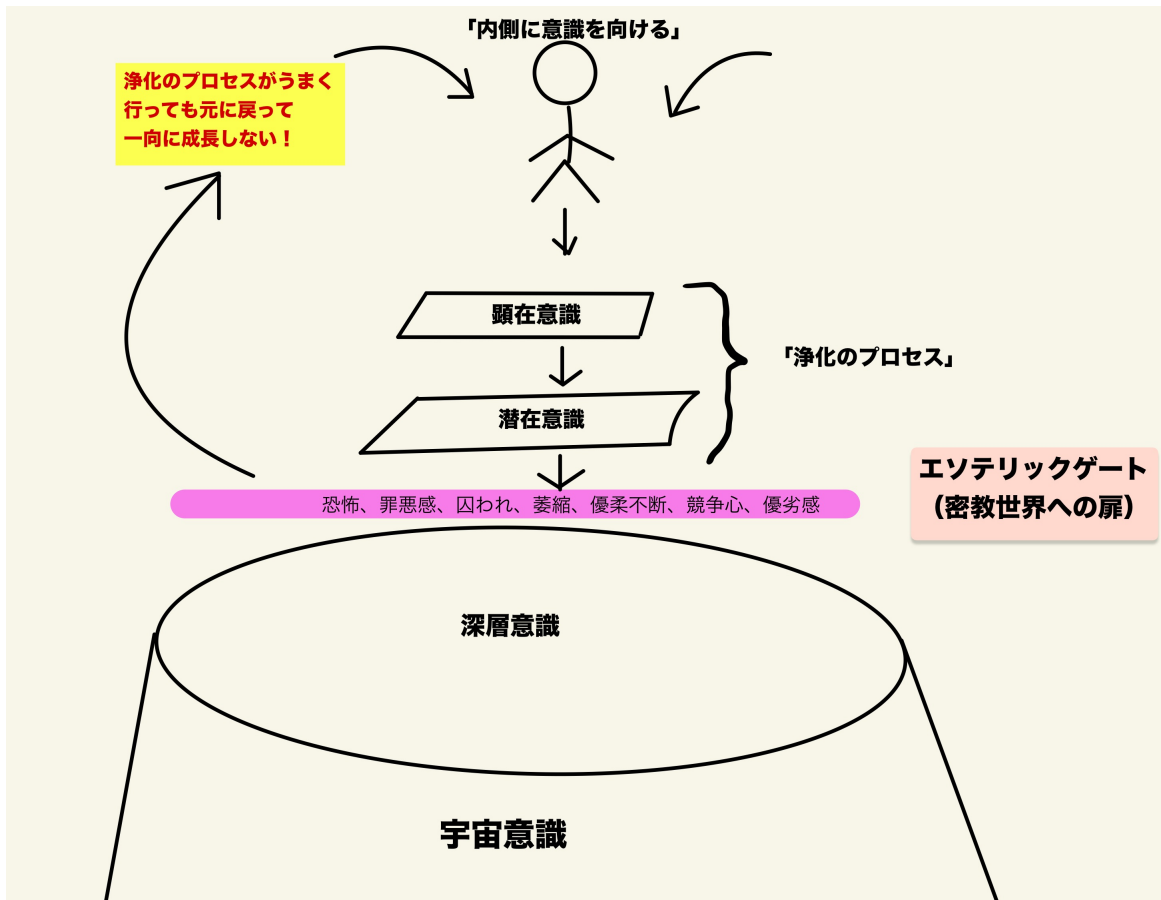 「内側に意識を向ける」
浄化のプロセスがうまく
行っても元に戻って
一向に成長しない！
顕在意識
「浄化のプロセス」
潜在意識
エソテリックゲート
（密教世界への扉）
恐怖、罪悪感、囚われ、萎縮、優柔不断、競争心、優劣感
深層意識
宇宙意識